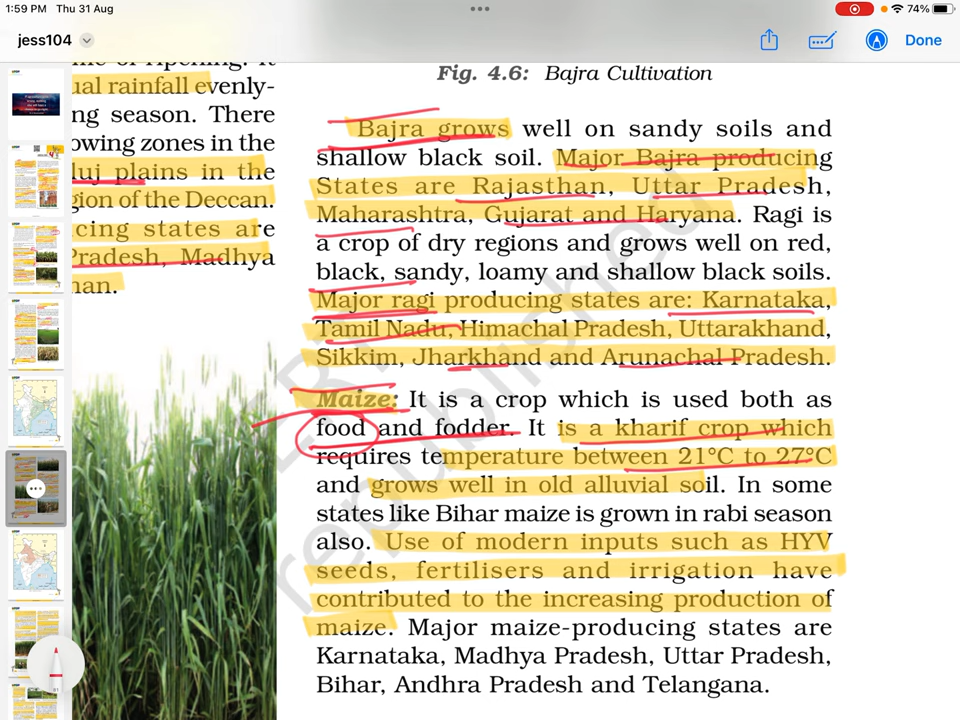 1:59 PM Thu 31 Aug
74%
jess104
Done
ual rainfall evenly-
ng season. There
owing zones in the
luj plains in the
gion of the Deccan.
cing states are
Pradesh, Madhya
han.
Fig. 4.6: Bajra Cultivation
Bajra grows well on sandy soils and
shallow black soil. Major Bajra producing
States are Rajasthan, Uttar Pradesh,
Maharashtra, Gujarat and Haryana. Ragi is
a crop of dry regions and grows well on red,
black, sandy, loamy and shallow black soils.
Major ragi producing states are: Karnataka,
Tamil Nadu, Himachal Pradesh, Uttarakhand,
Sikkim, Jharkhand and Arunachal Pradesh.
Maize: It is a crop which is used both as
food and fodder. It is a kharif crop which
requires temperature between 21°C to 27°C
and grows well in old alluvial soil. In some
states like Bihar maize is grown in rabi season
also. Use of modern inputs such as HYV
seeds, fertilisers and irrigation have
contributed to the increasing production of
maize. Major maize-producing states are
Karnataka, Madhya Pradesh, Uttar Pradesh,
Bihar, Andhra Pradesh and Telangana.
republished